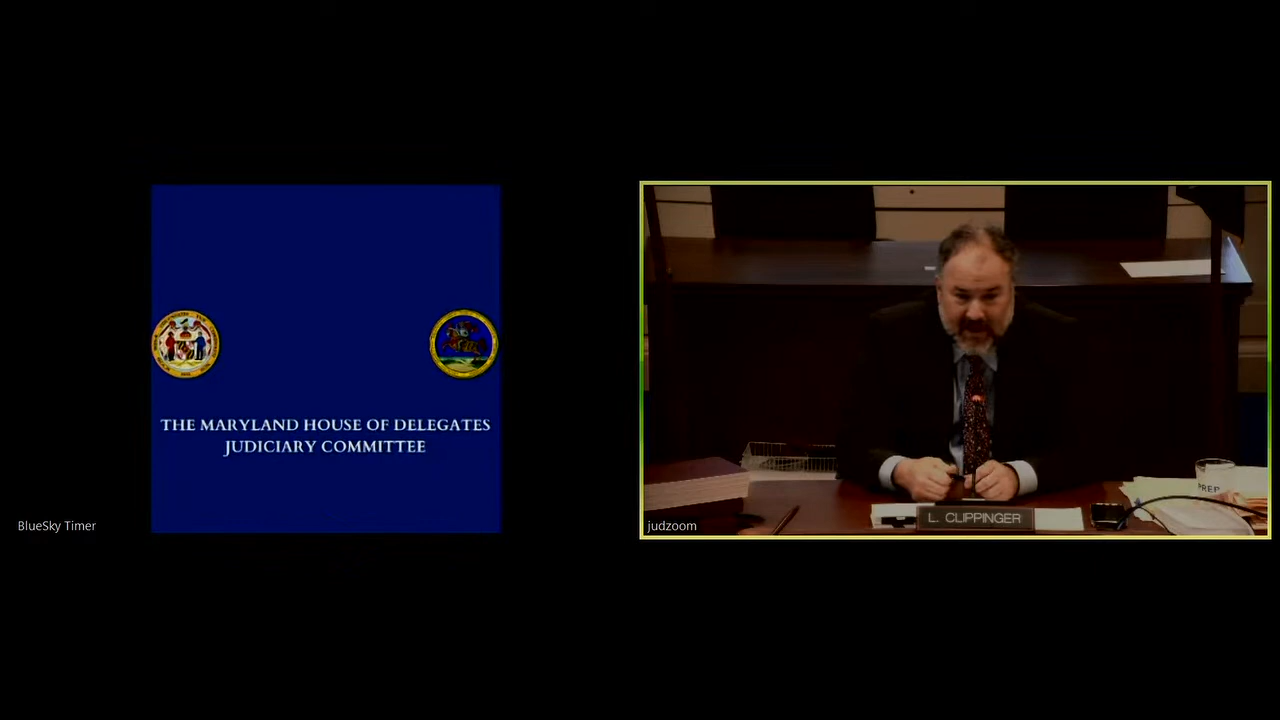 THE MARYLAND HOUSE OF DELEGATES
JUDICIARY COMMITTEE
BlueSky Timer
PREP
L. CLIPPINGER
judzoom